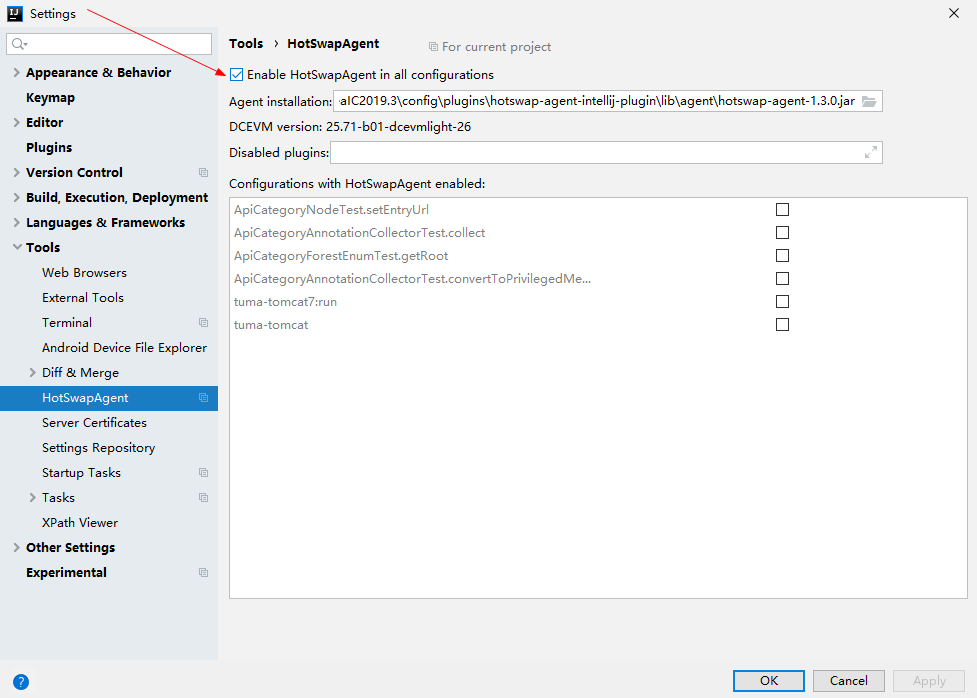 IJ Settings
Tools › HotSwapAgent For current project
Enable HotSwapAgent in all configurations
Agent installation: aIC2019.3\config\plugins\hotswap-agent-intellij-plugin\lib\agent\hotswap-agent-1.3.0.jar
DCEVM version: 25.71-b01-dcevmlight-26
Disabled plugins:
Configurations with HotSwapAgent enabled:
ApiCategoryNodeTest.setEntryUrl
ApiCategoryAnnotationCollectorTest.collect
ApiCategoryForestEnumTest.getRoot
ApiCategoryAnnotationCollectorTest.convertToPrivilegedMe...
tuma-tomcat7:run
tuma-tomcat
Appearance & Behavior
Keymap
Editor
Plugins
Version Control
Build, Execution, Deployment
Languages & Frameworks
Tools
Web Browsers
External Tools
Terminal
Android Device File Explorer
Diff & Merge
HotSwapAgent
Server Certificates
Settings Repository
Startup Tasks
Tasks
XPath Viewer
Other Settings
Experimental
? OK Cancel Apply